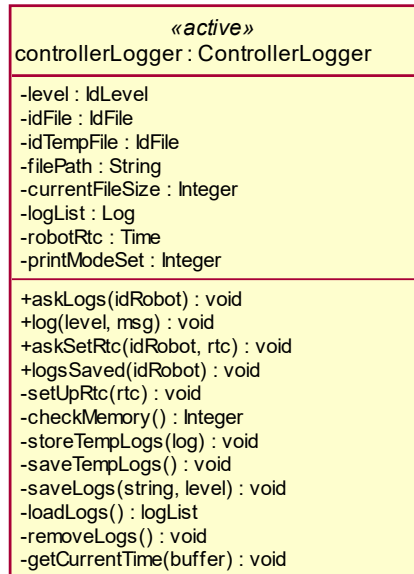 «active»
controllerLogger : ControllerLogger
-level : IdLevel
-idFile : IdFile
-idTempFile : IdFile
-filePath : String
-currentFileSize : Integer
-logList : Log
-robotRtc : Time
-printModeSet : Integer
+askLogs(idRobot) : void
+log(level, msg) : void
+askSetRtc(idRobot, rtc) : void
+logsSaved(idRobot) : void
-setUpRtc(rtc) : void
-checkMemory() : Integer
-storeTempLogs(log) : void
-saveTempLogs() : void
-saveLogs(string, level) : void
-loadLogs() : logList
-removeLogs() : void
-getCurrentTime(buffer) : void